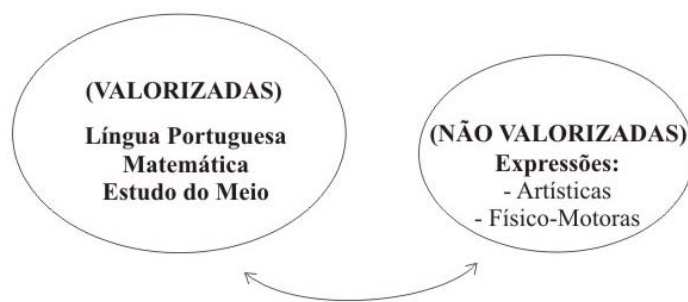 (VALORIZADAS)
Língua Portuguesa
Matemática
Estudo do Meio
(NÃO VALORIZADAS)
Expressões:
- Artísticas
- Físico-Motoras